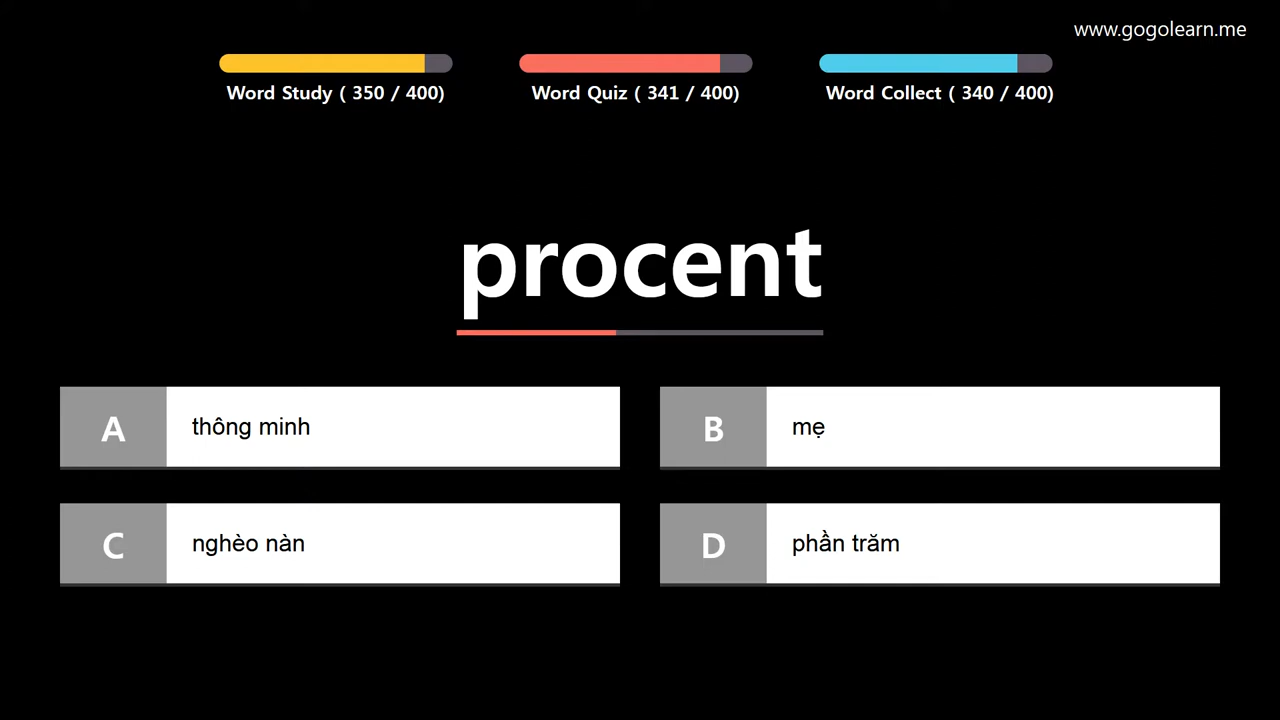 www.gogolearn.me
Word Study ( 350 / 400)
Word Quiz ( 341 / 400)
Word Collect ( 340 / 400)
procent
A thông minh
B mẹ
C nghèo nàn
D phần trăm